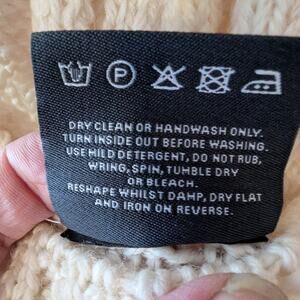 P
DRY CLEAN OR HANDWASH ONLY.
TURN INSIDE OUT BEFORE WASHING.
USE MILD DETERGENT, DO NOT RUB,
WRING, SPIN, TUMBLE DRY
OR BLEACH.
RESHAPE WHILST DAMP, DRY FLAT
AND IRON ON REVERSE.